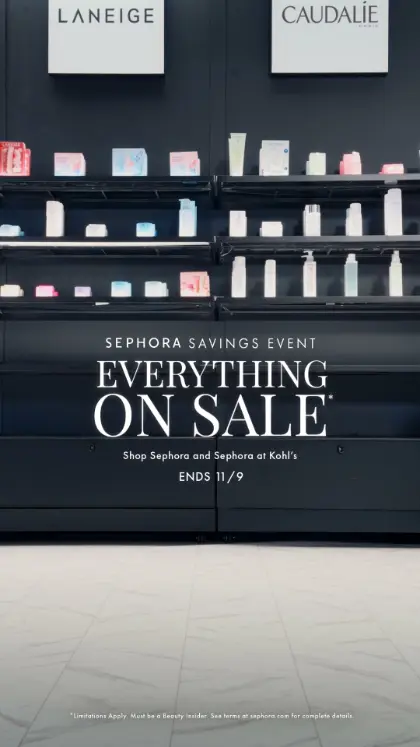 LANEIGE
CAUDALÍE
SEPHORA SAVINGS EVENT
EVERYTHING
ON SALE*
Shop Sephora and Sephora at Kohl's
ENDS 11/9
*Limitations Apply. Must be a Beauty Insider. See terms at sephora.com for complete details.